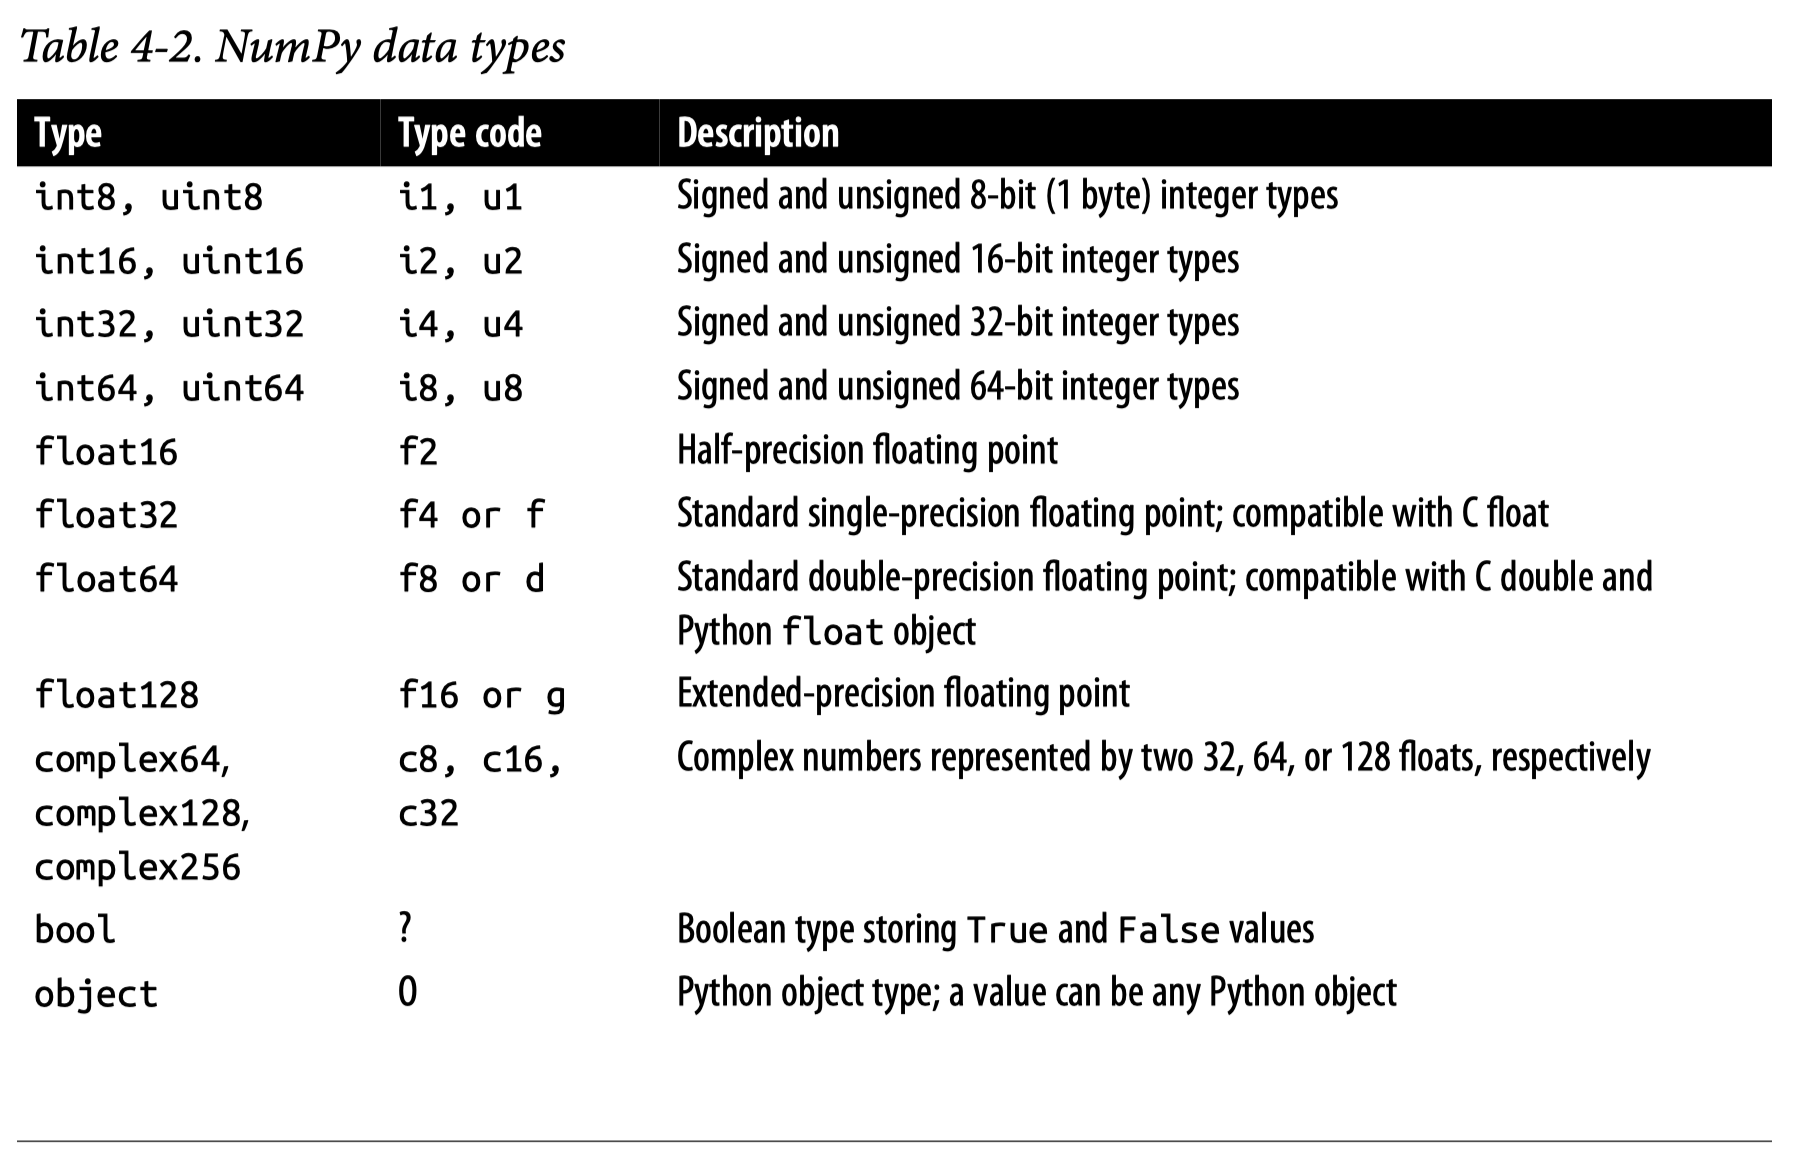 Table 4-2. NumPy data types
Type Type code Description
int8, uint8 i1, u1 Signed and unsigned 8-bit (1 byte) integer types
int16, uint16 i2, u2 Signed and unsigned 16-bit integer types
int32, uint32 i4, u4 Signed and unsigned 32-bit integer types
int64, uint64 i8, u8 Signed and unsigned 64-bit integer types
float16 f2 Half-precision floating point
float32 f4 or f Standard single-precision floating point; compatible with C float
float64 f8 or d Standard double-precision floating point; compatible with C double and
Python float object
float128 f16 or g Extended-precision floating point
complex64, c8, c16, Complex numbers represented by two 32, 64, or 128 floats, respectively
complex128, c32
complex256
bool ? Boolean type storing True and False values
object O Python object type; a value can be any Python object